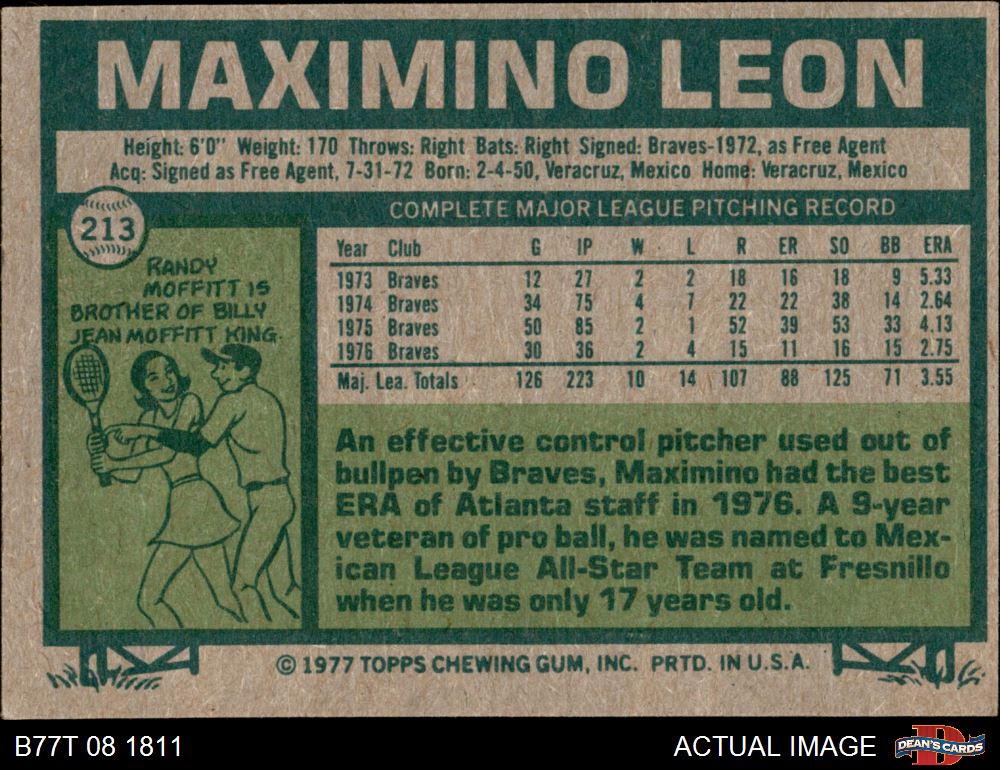 MAXIMINO LEON
Height: 6'0" Weight: 170 Throws: Right Bats: Right Signed: Braves-1972, as Free Agent
Acq: Signed as Free Agent, 7-31-72 Born: 2-4-50, Veracruz, Mexico Home: Veracruz, Mexico
213
COMPLETE MAJOR LEAGUE PITCHING RECORD
RANDY
MOFFITT IS
BROTHER OF BILLY
JEAN MOFFITT KING.
Year Club G IP W L R ER SO BB ERA
1973 Braves 12 27 2 2 18 16 18 9 5.33
1974 Braves 34 75 4 7 22 22 38 14 2.64
1975 Braves 50 85 2 1 52 39 53 33 4.13
1976 Braves 30 36 2 4 15 11 16 15 2.75
Maj. Lea. Totals 126 223 10 14 107 88 125 71 3.55
An effective control pitcher used out of
bullpen by Braves, Maximino had the best
ERA of Atlanta staff in 1976. A 9-year
veteran of pro ball, he was named to Mex-
ican League All-Star Team at Fresnillo
when he was only 17 years old.
© 1977 TOPPS CHEWING GUM, INC. PRTD. IN U.S.A.
B77T 08 1811 ACTUAL IMAGE D DEAN'S CARDS